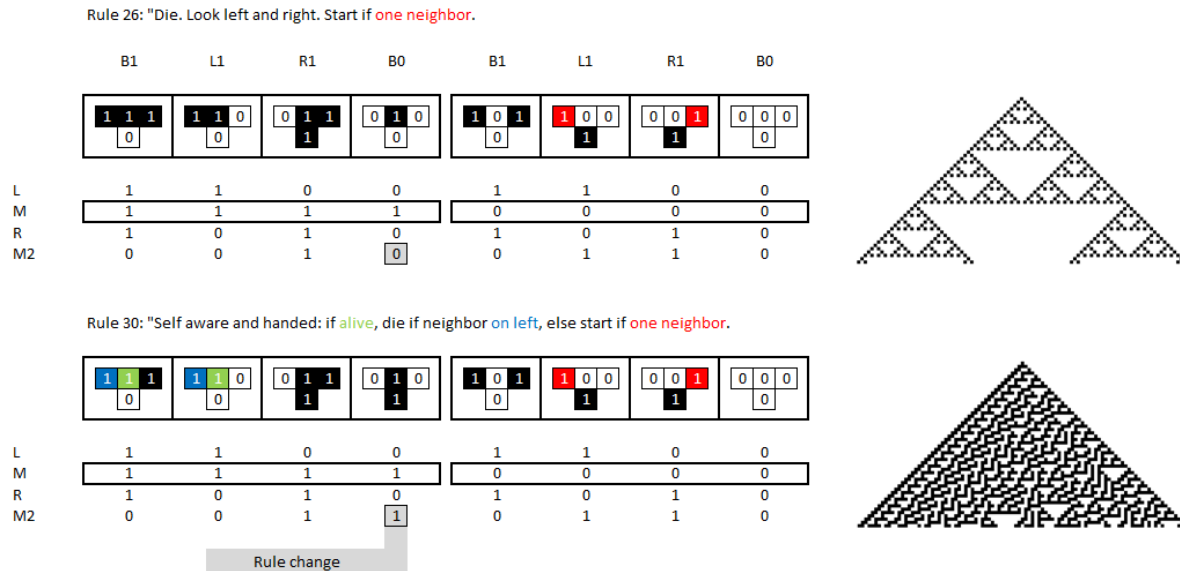 Rule 26: "Die. Look left and right. Start if one neighbor.
B1 L1 R1 B0 B1 L1 R1 B0
1 1 1 1 1 0 0 1 1 0 1 0 1 0 1 1 0 0 0 0 1 0 0 0
0 0 1 0 0 1 1 0
L 1 1 0 0 1 1 0 0
M 1 1 1 1 0 0 0 0
R 1 0 1 0 1 0 1 0
M2 0 0 1 0 0 1 1 0
Rule 30: "Self aware and handed: if alive, die if neighbor on left, else start if one neighbor.
1 1 1 1 1 0 0 1 1 0 1 0 1 0 1 1 0 0 0 0 1 0 0 0
0 0 1 1 0 1 1 0
L 1 1 0 0 1 1 0 0
M 1 1 1 1 0 0 0 0
R 1 0 1 0 1 0 1 0
M2 0 0 1 1 0 1 1 0
Rule change